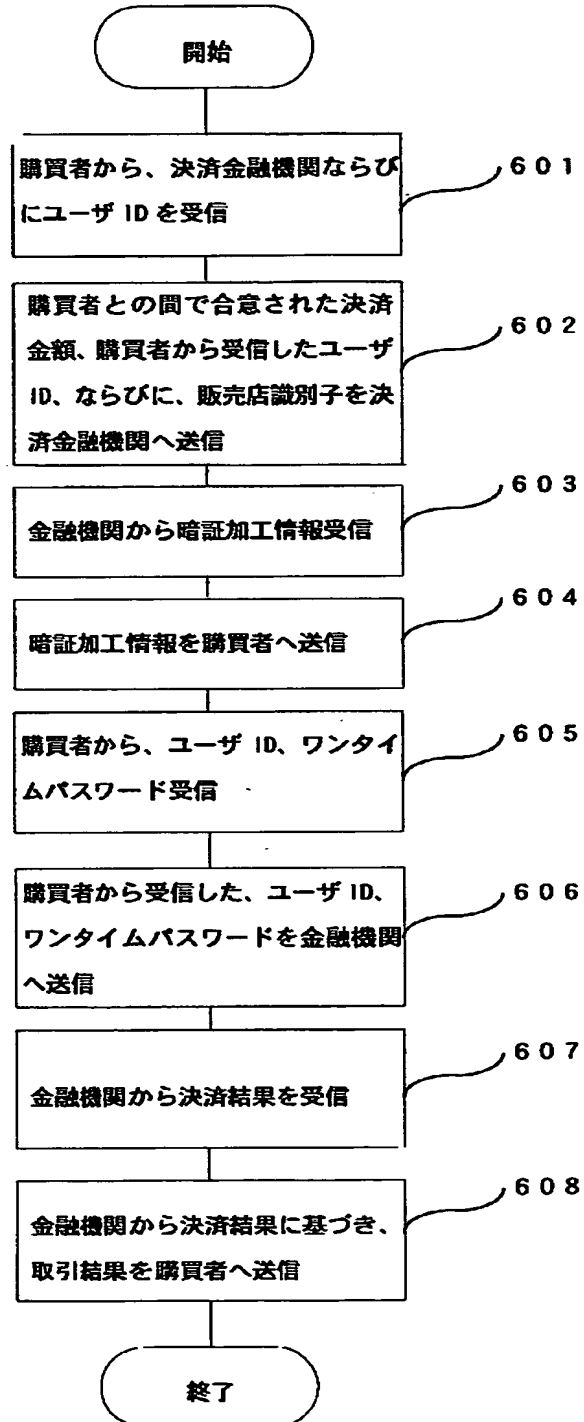 開始
購買者から、決済金融機関ならび
にユーザ ID を受信
601
購買者との間で合意された決済
金額、購買者から受信したユーザ
ID、ならびに、販売店識別子を決
済金融機関へ送信
602
金融機関から暗証加工情報受信
603
暗証加工情報を購買者へ送信
604
購買者から、ユーザ ID、ワンタイ
ムパスワード受信
605
購買者から受信した、ユーザ ID、
ワンタイムパスワードを金融機関
へ送信
606
金融機関から決済結果を受信
607
金融機関から決済結果に基づき、
取引結果を購買者へ送信
608
終了